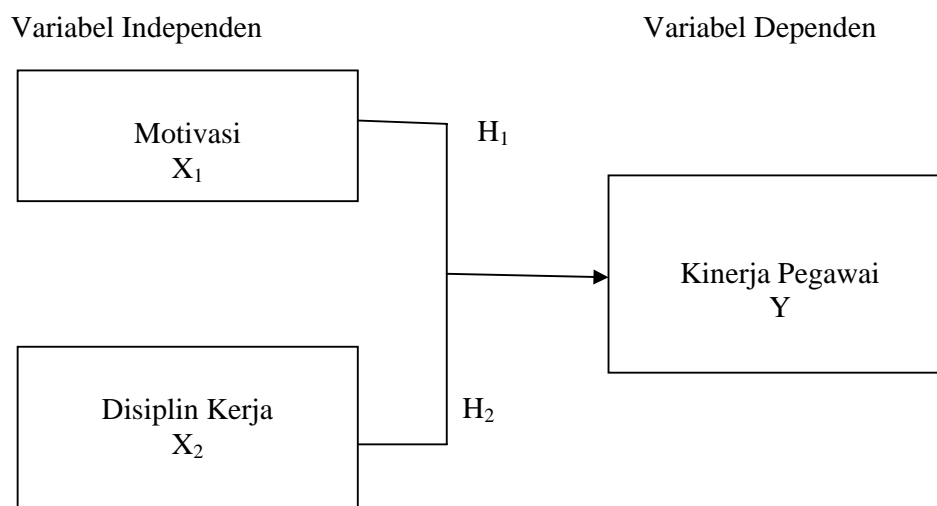 Variabel Independen
Variabel Dependen
Motivasi
X₁
H₁
Kinerja Pegawai
Y
Disiplin Kerja
X₂
H₂